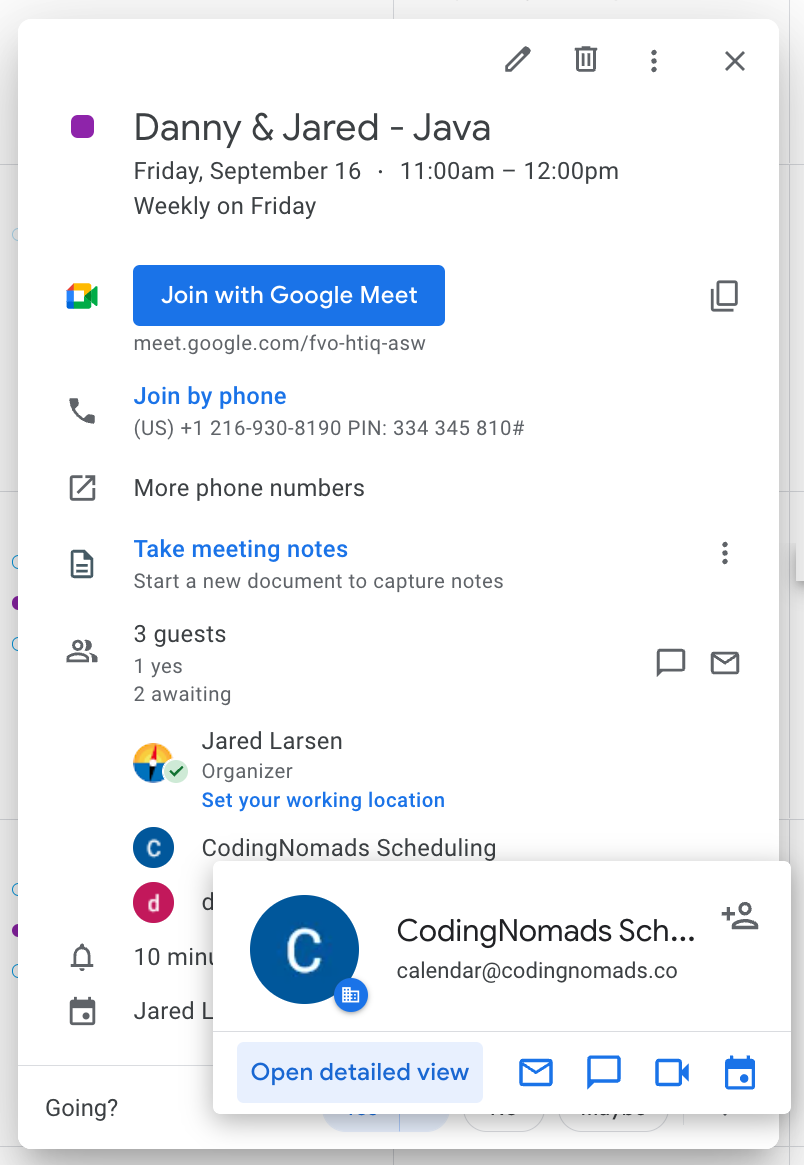 Danny & Jared - Java
Friday, September 16 · 11:00am – 12:00pm
Weekly on Friday
Join with Google Meet
meet.google.com/fvo-htiq-asw
Join by phone
(US) +1 216-930-8190 PIN: 334 345 810#
More phone numbers
Take meeting notes
Start a new document to capture notes
3 guests
1 yes
2 awaiting
Jared Larsen
Organizer
Set your working location
C CodingNomads Scheduling
d d
10 minu
Jared L
C
CodingNomads Sch...
calendar@codingnomads.co
Open detailed view
Going?